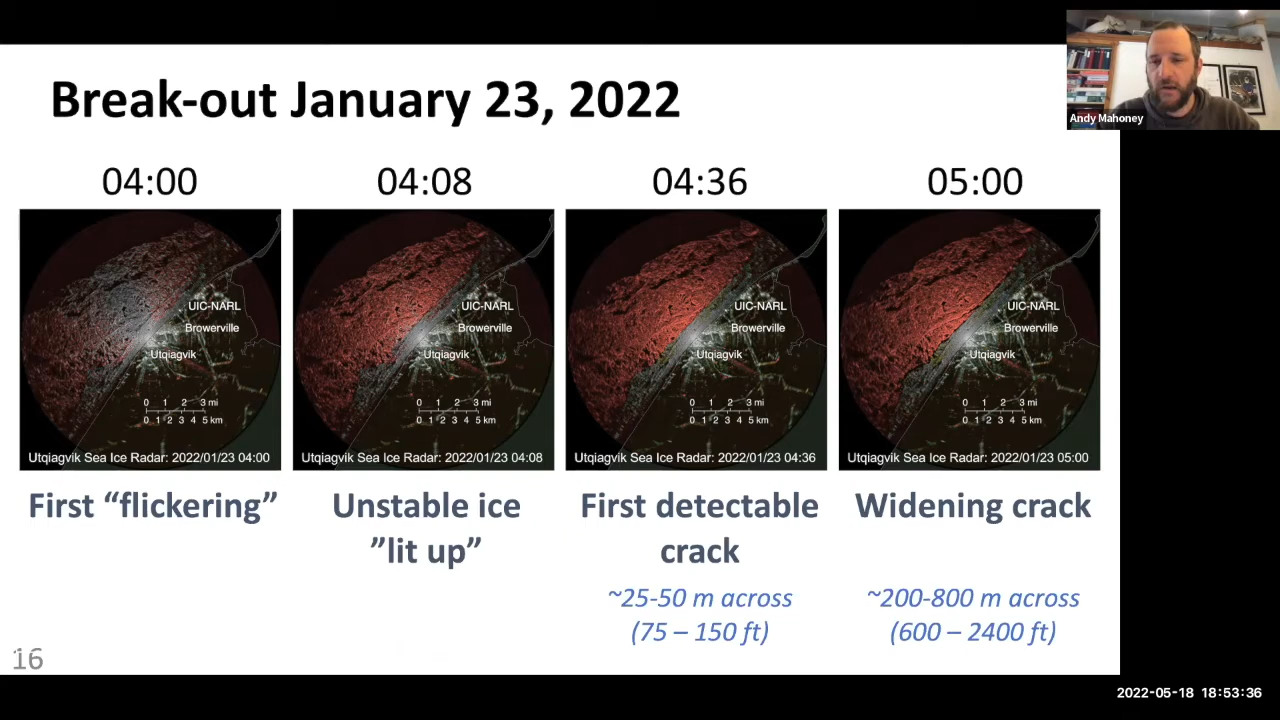 Break-out January 23, 2022
Andy Mahoney
04:00
04:08
04:36
05:00
UIC-NARL
Browerville
Utqiagvik
0 1 2 3 mi
0 1 2 3 4 5 km
Utqiagvik Sea Ice Radar: 2022/01/23 04:00
UIC-NARL
Browerville
Utqiagvik
0 1 2 3 mi
0 1 2 3 4 5 km
Utqiagvik Sea Ice Radar: 2022/01/23 04:08
UIC-NARL
Browerville
Utqiagvik
0 1 2 3 mi
0 1 2 3 4 5 km
Utqiagvik Sea Ice Radar: 2022/01/23 04:36
UIC-NARL
Browerville
Utqiagvik
0 1 2 3 mi
0 1 2 3 4 5 km
Utqiagvik Sea Ice Radar: 2022/01/23 05:00
First “flickering”
Unstable ice
”lit up”
First detectable
crack
~25-50 m across
(75 – 150 ft)
Widening crack
~200-800 m across
(600 – 2400 ft)
16
2022-05-18 18:53:36